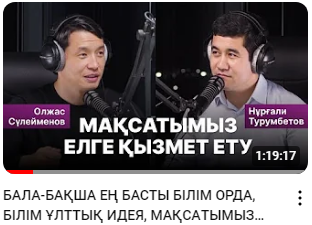 Олжас
Сүлейменов
Нұрғали
Турумбетов
МАҚСАТЫМЫЗ
ЕЛГЕ ҚЫЗМЕТ ЕТУ
1:19:17
БАЛА-БАҚША ЕҢ БАСТЫ БІЛІМ ОРДА,
БІЛІМ ҰЛТТЫҚ ИДЕЯ, МАҚСАТЫМЫЗ...